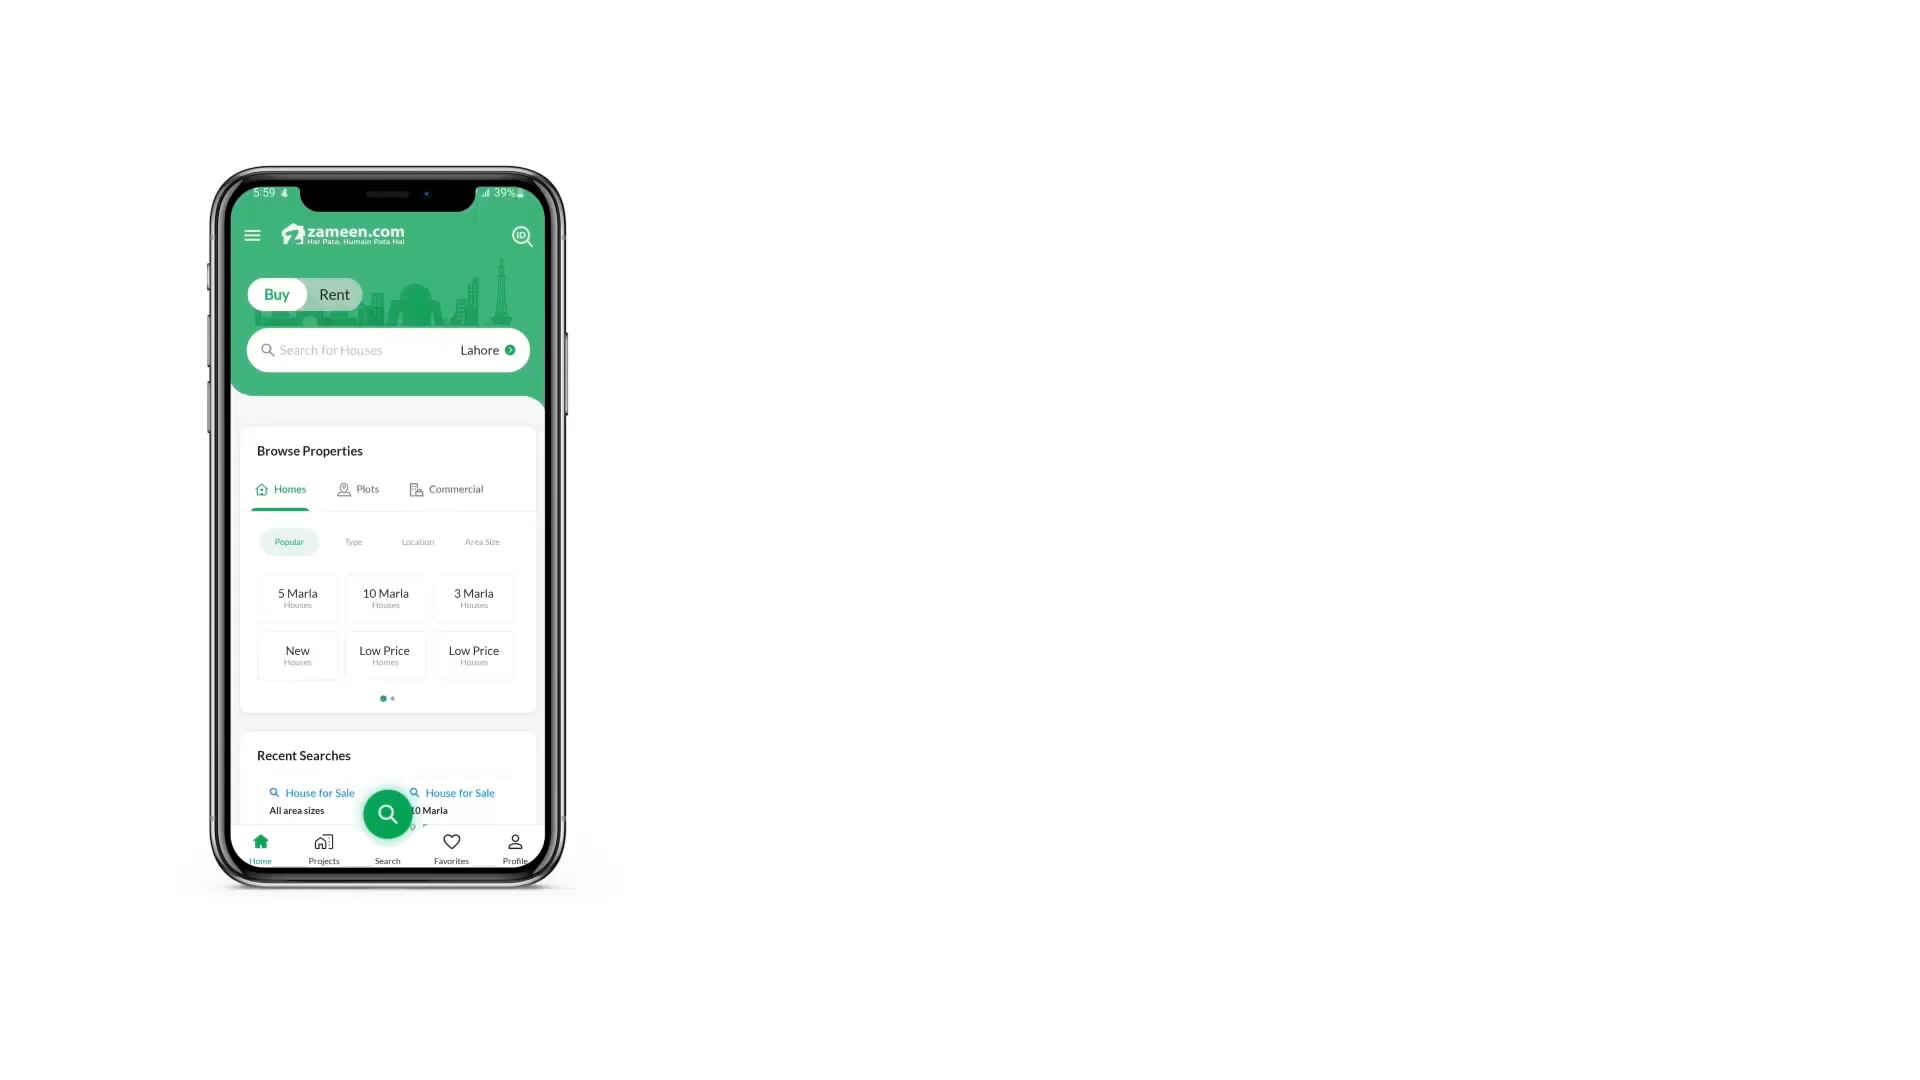 5:59 39%
zameen.com
Har Pata, Humain Pata Hai
ID
Buy Rent
Search for Houses Lahore
Browse Properties
Homes Plots Commercial
Popular Type Location Area Size
5 Marla 10 Marla 3 Marla
Houses Houses Houses
New Low Price Low Price
Houses Homes Houses
Recent Searches
House for Sale House for Sale
All area sizes 10 Marla
Home Projects Search Favorites Profile